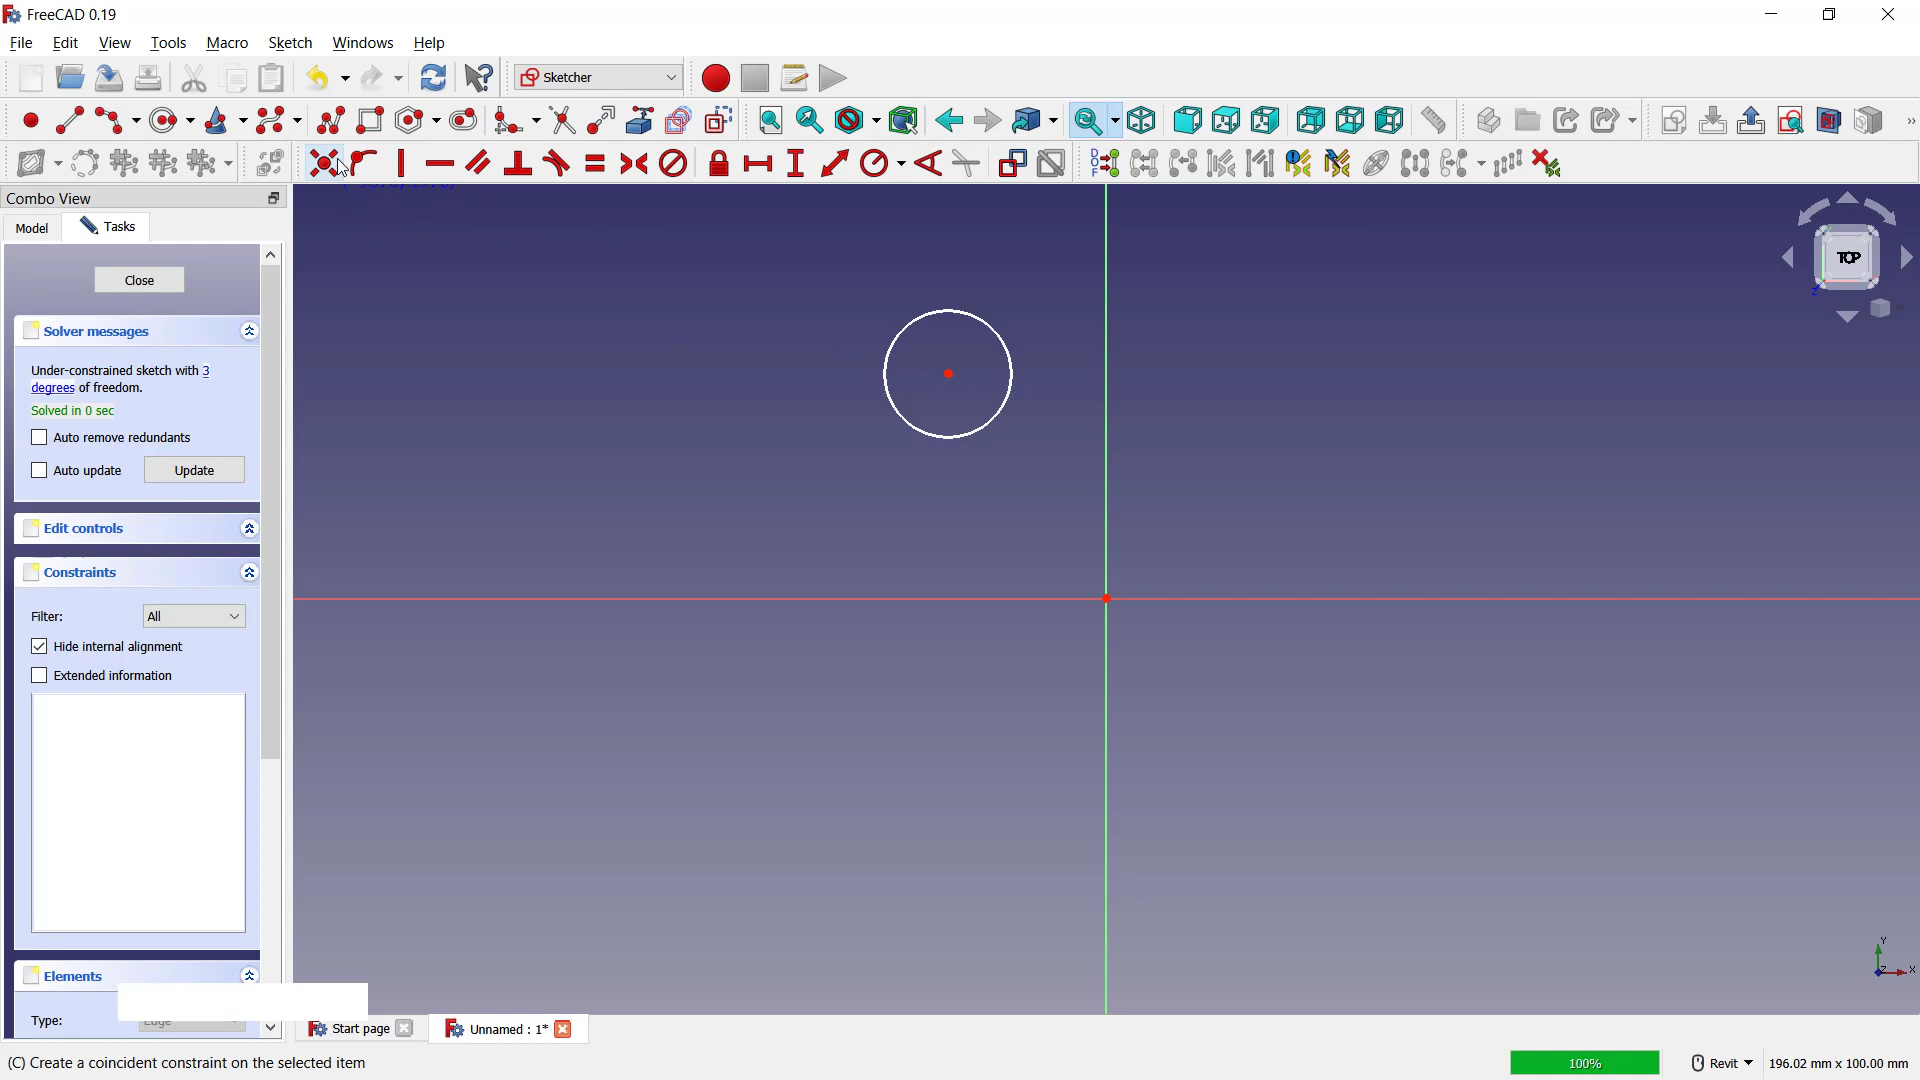 FreeCAD 0.19
File Edit View Tools Macro Sketch Windows Help
Sketcher
Combo View
Model Tasks
Close
Solver messages
Under-constrained sketch with 3
degrees of freedom.
Solved in 0 sec
Auto remove redundants
Auto update Update
Edit controls
Constraints
Filter: All
Hide internal alignment
Extended information
Elements
Type:
TOP
Z
Y
Z X
Start page Unnamed : 1*
(C) Create a coincident constraint on the selected item
100% Revit 196.02 mm x 100.00 mm